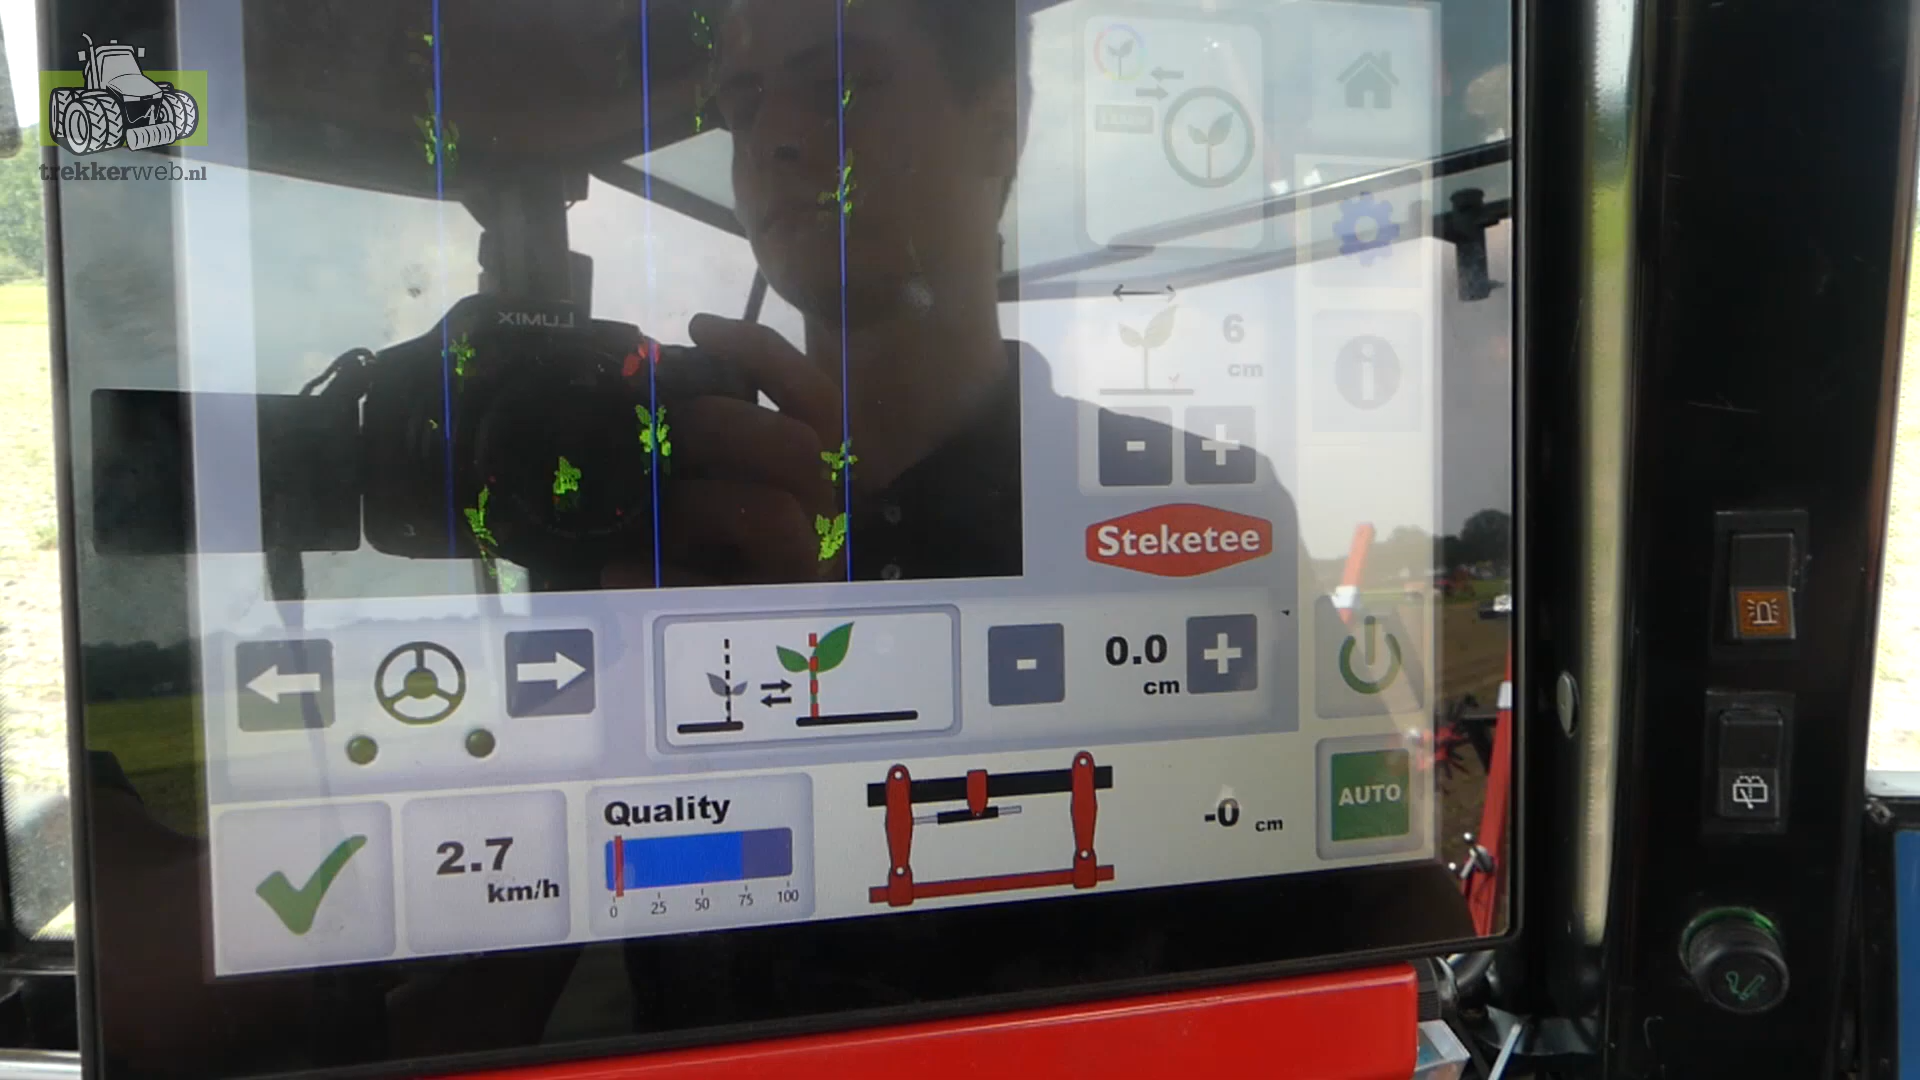 trekkerweb.nl
LUMIX
6
cm
-
+
Steketee
-
0.0
cm
+
Quality
0 25 50 75 100
2.7
km/h
-0 cm
AUTO